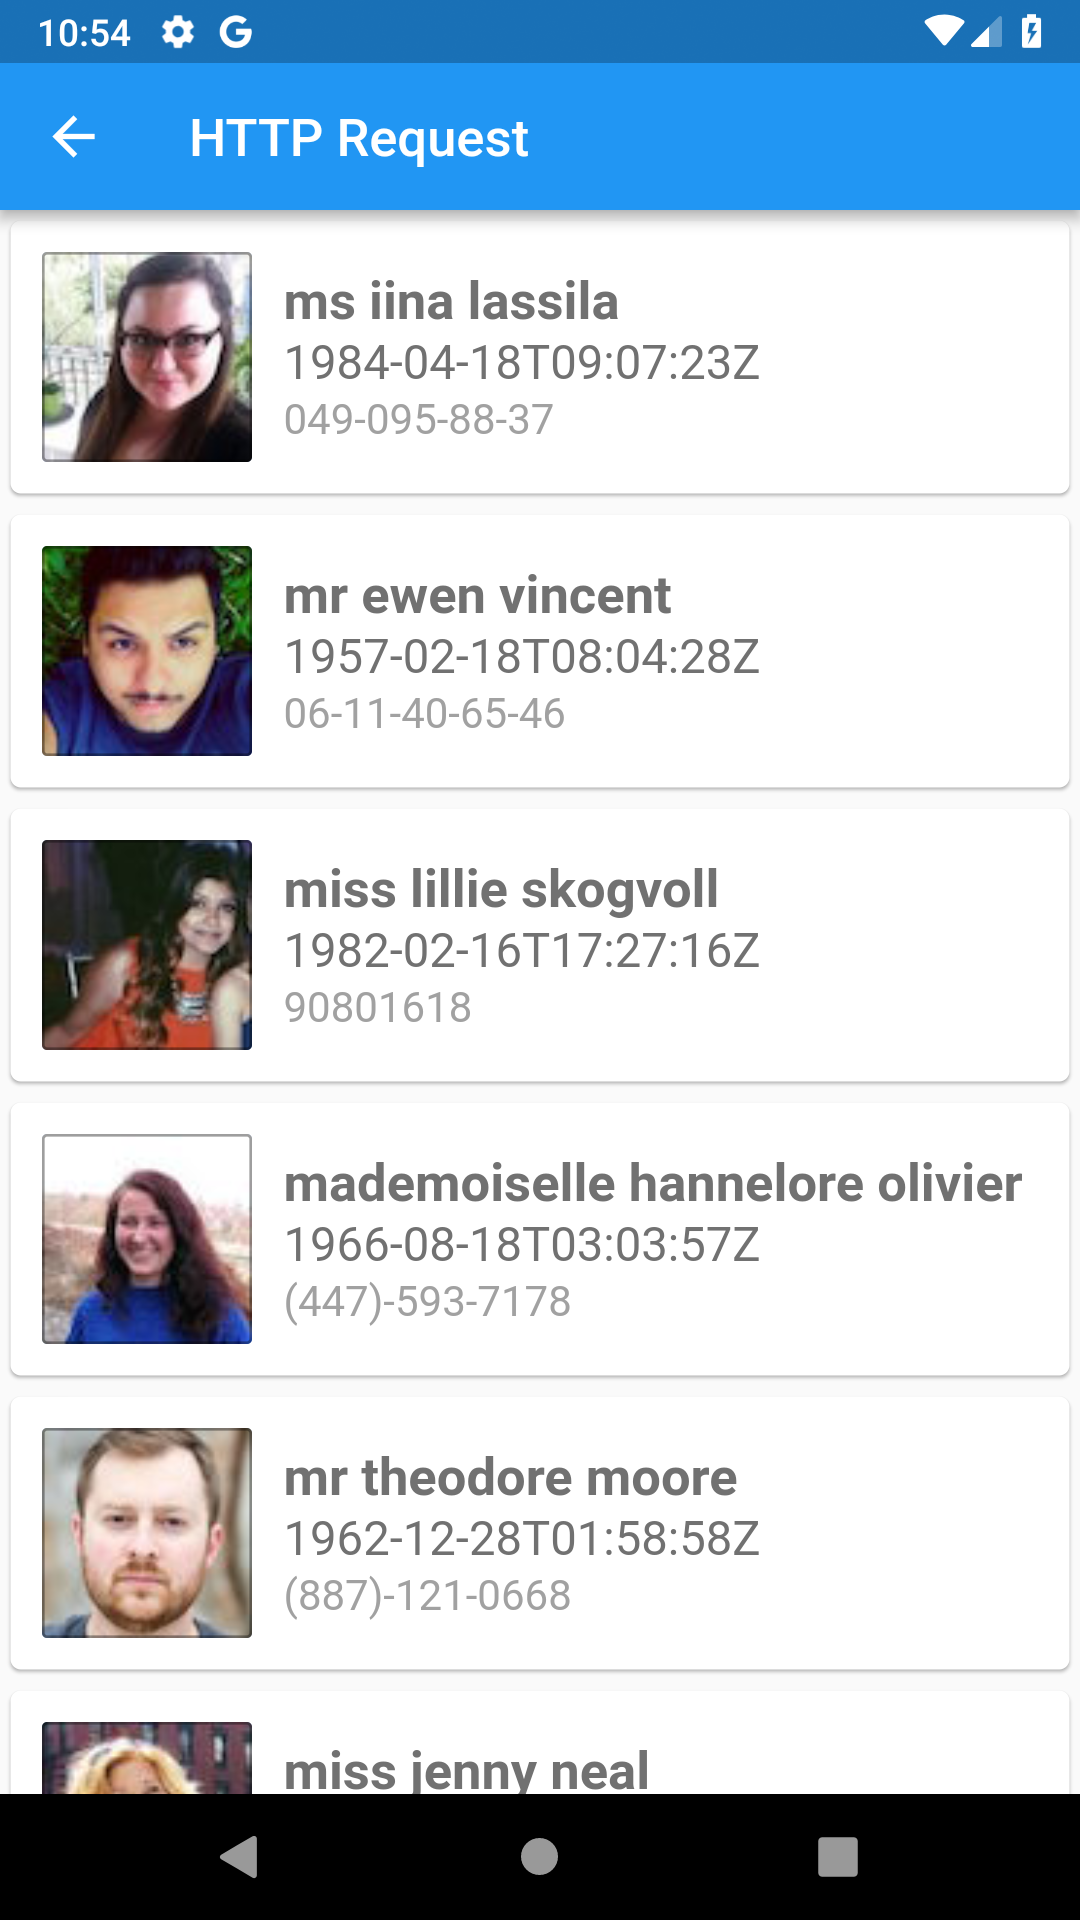 10:54
HTTP Request
ms iina lassila
1984-04-18T09:07:23Z
049-095-88-37
mr ewen vincent
1957-02-18T08:04:28Z
06-11-40-65-46
miss lillie skogvoll
1982-02-16T17:27:16Z
90801618
mademoiselle hannelore olivier
1966-08-18T03:03:57Z
(447)-593-7178
mr theodore moore
1962-12-28T01:58:58Z
(887)-121-0668
miss jenny neal